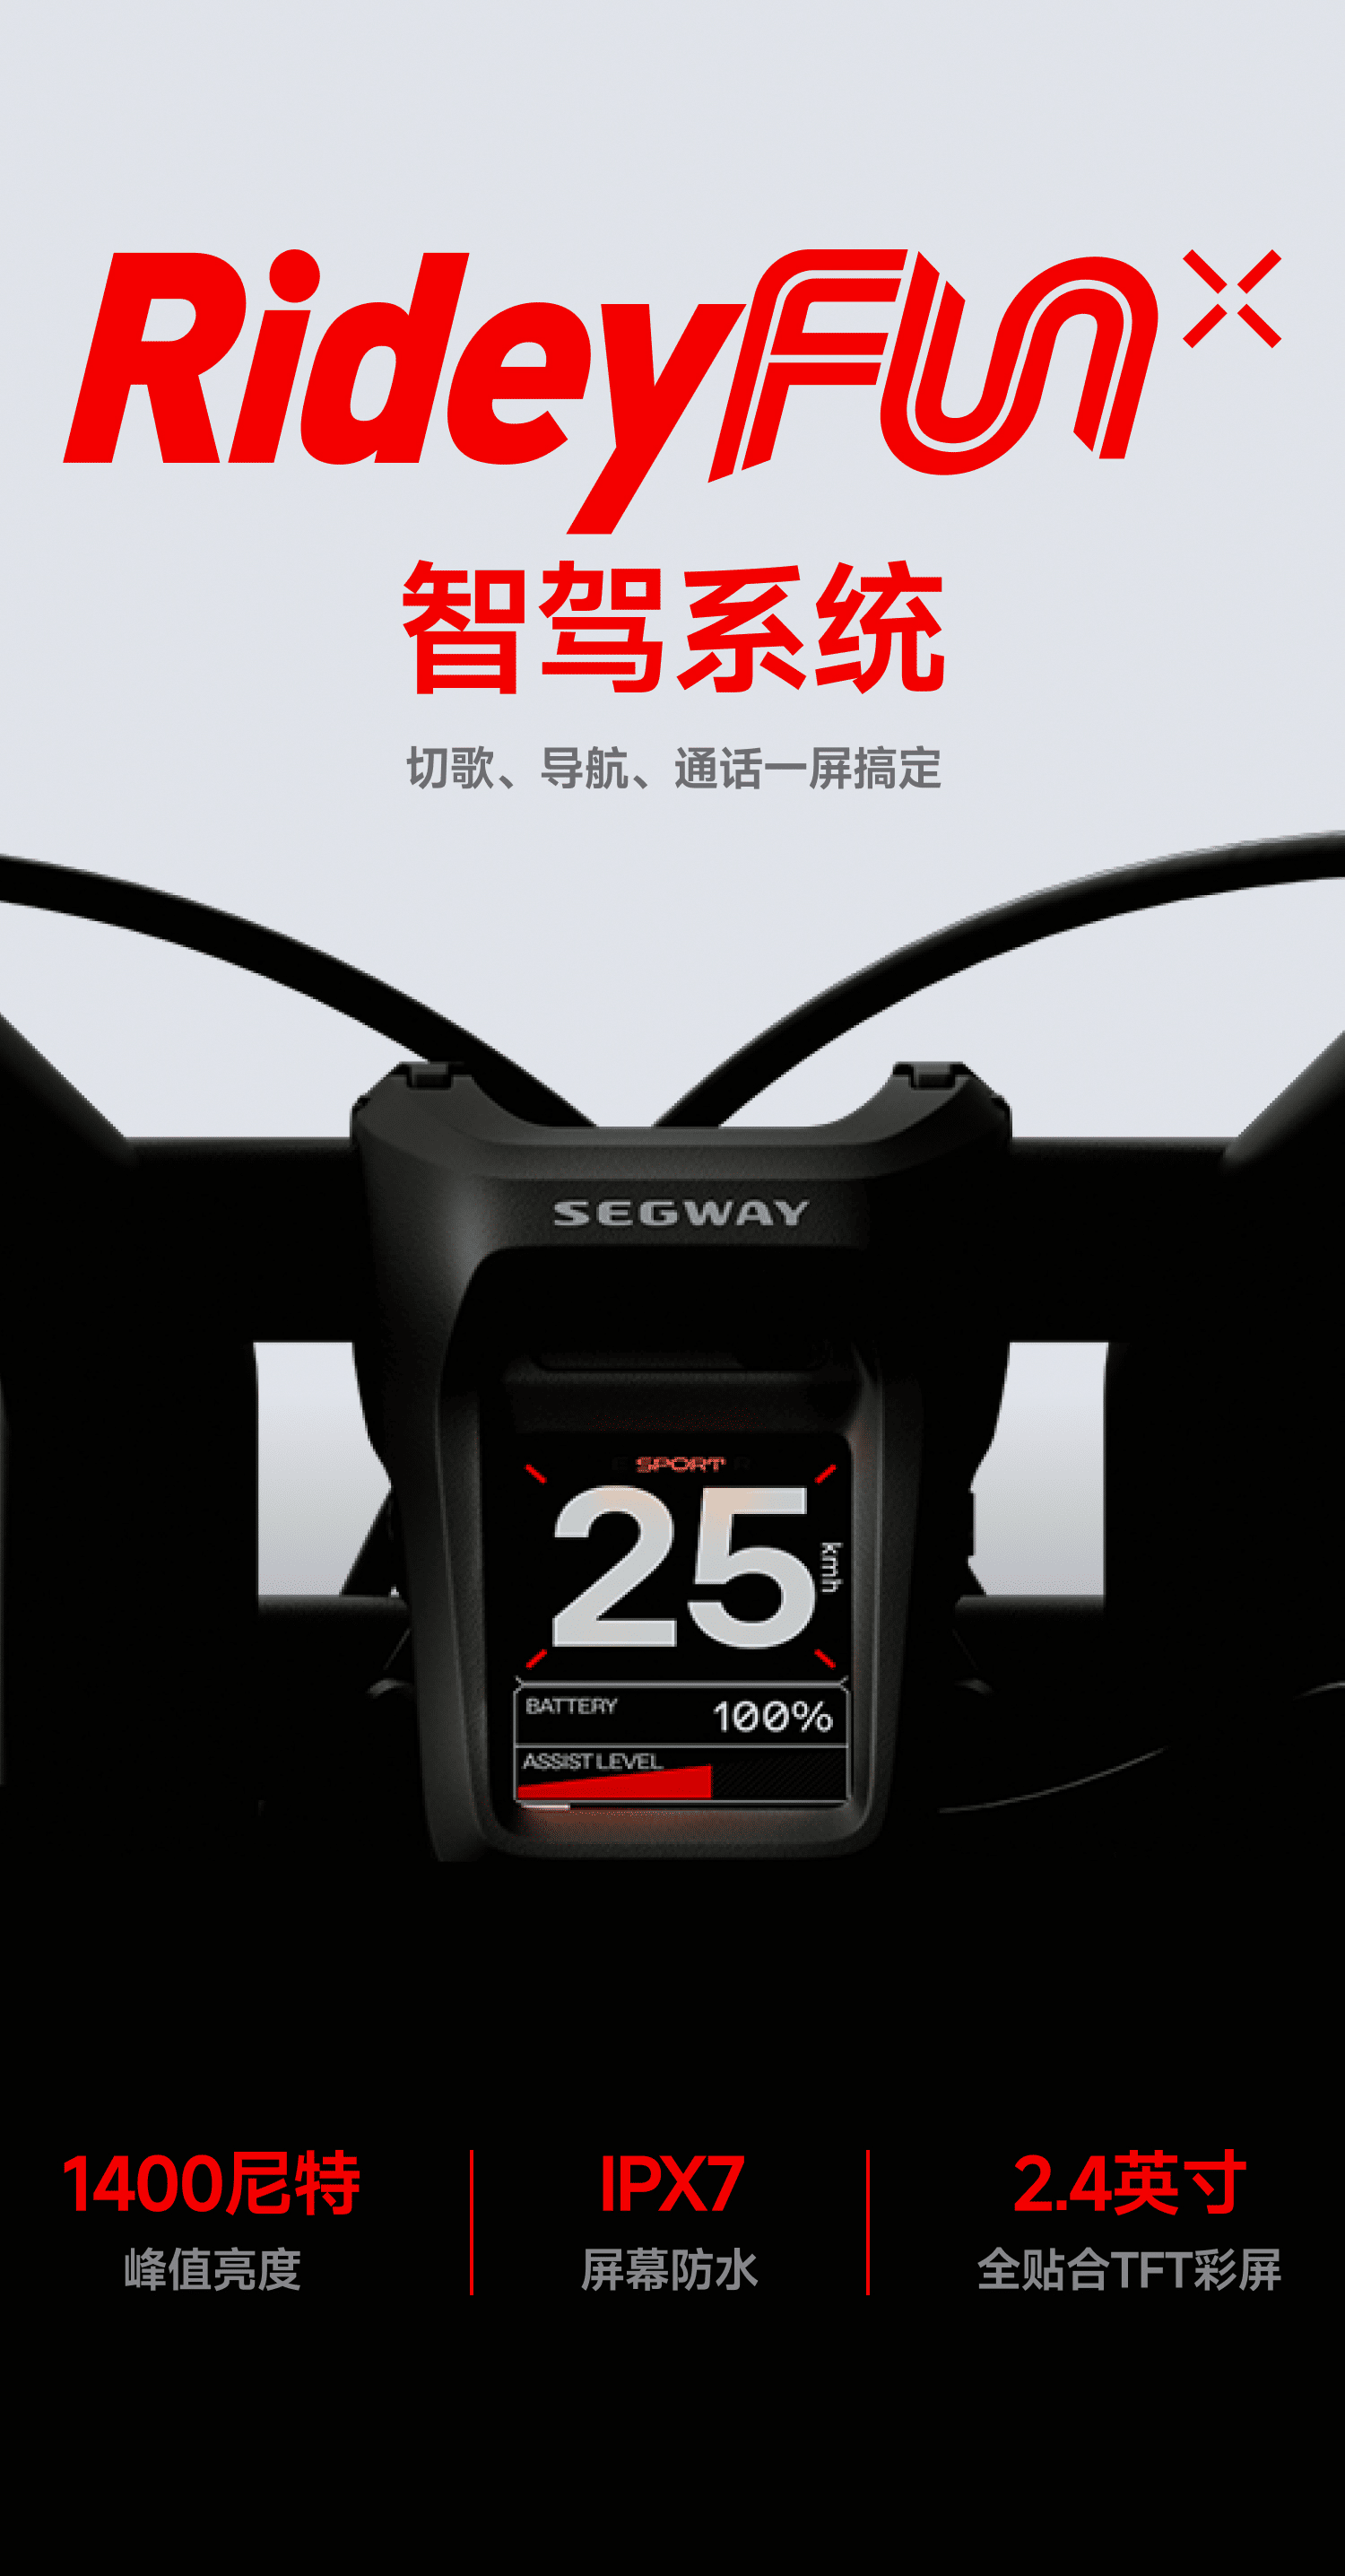 RideyFUN
智驾系统
切歌、导航、通话一屏搞定
SEGWAY
SPORT
25
kmh
BATTERY 100%
ASSIST LEVEL
1400尼特
峰值亮度
IPX7
屏幕防水
2.4英寸
全贴合TFT彩屏